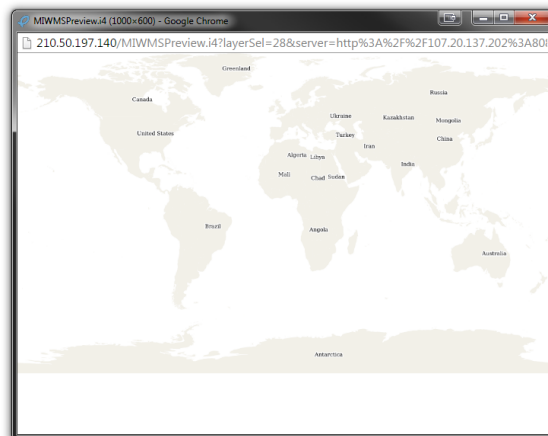 MIWMSPreview.i4 (1000×600) - Google Chrome
210.50.197.140/MIWMSPreview.i4?layerSel=28&server=http%3A%2F%2F107.20.137.202%3A80
Greenland
Canada
Russia
United States
Ukraine
Kazakhstan
Mongolia
Turkey
China
Iran
Algeria
Libya
India
Mali
Chad
Sudan
Brazil
Angola
Australia
Antarctica